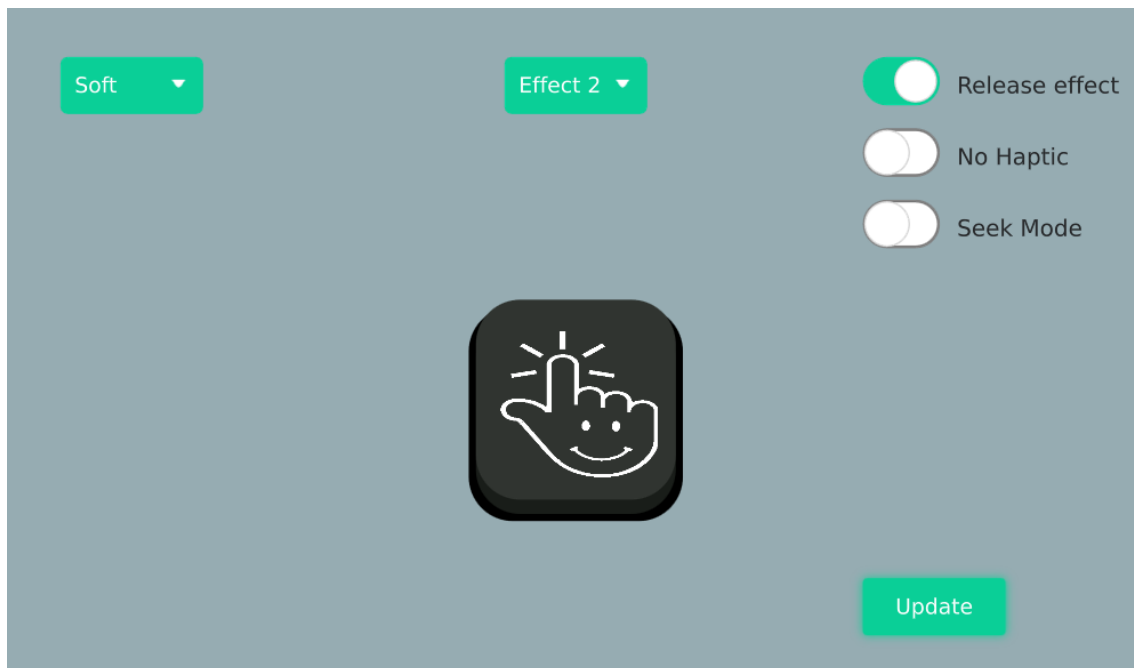 Soft
Effect 2
Release effect
No Haptic
Seek Mode
Update